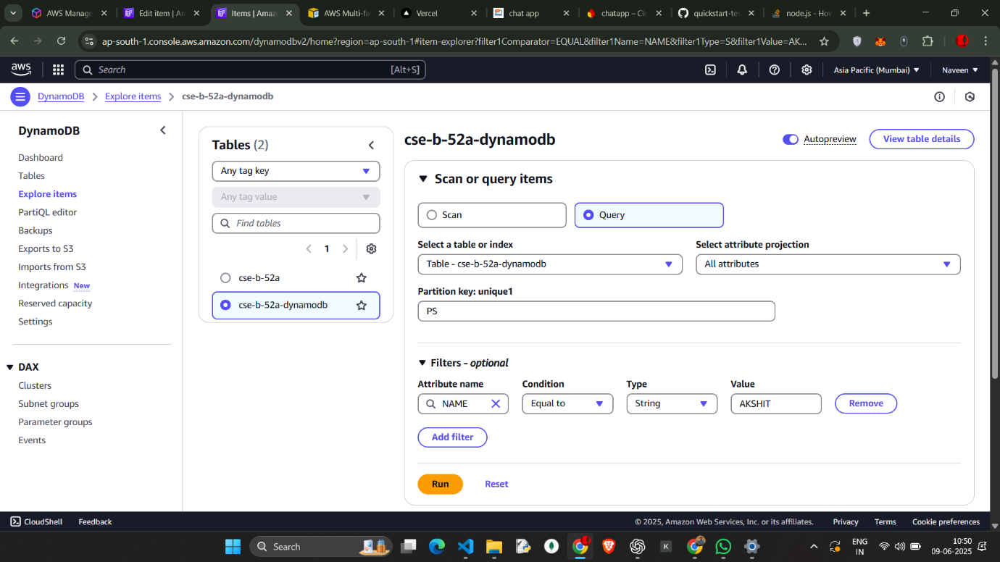 AWS Manage
Edit item | An
Items | Amaz
AWS Multi-fa
Vercel
chat app
chatapp – Clo
quickstart-te
node.js - Hov
ap-south-1.console.aws.amazon.com/dynamodbv2/home?region=ap-south-1#item-explorer?filter1Comparator=EQUAL&filter1Name=NAME&filter1Type=S&filter1Value=AK...
aws
Search
[Alt+S]
Asia Pacific (Mumbai)
Naveen
DynamoDB
Explore items
cse-b-52a-dynamodb
DynamoDB
Dashboard
Tables
Explore items
PartiQL editor
Backups
Exports to S3
Imports from S3
Integrations New
Reserved capacity
Settings
DAX
Clusters
Subnet groups
Parameter groups
Events
Tables (2)
Any tag key
Any tag value
Find tables
1
cse-b-52a
cse-b-52a-dynamodb
cse-b-52a-dynamodb
Autopreview
View table details
Scan or query items
Scan
Query
Select a table or index
Select attribute projection
Table - cse-b-52a-dynamodb
All attributes
Partition key: unique1
PS
Filters - optional
Attribute name
Condition
Type
Value
NAME
Equal to
String
AKSHIT
Remove
Add filter
Run
Reset
CloudShell
Feedback
© 2025, Amazon Web Services, Inc. or its affiliates.
Privacy
Terms
Cookie preferences
Search
K
ENG
IN
10:50
09-06-2025